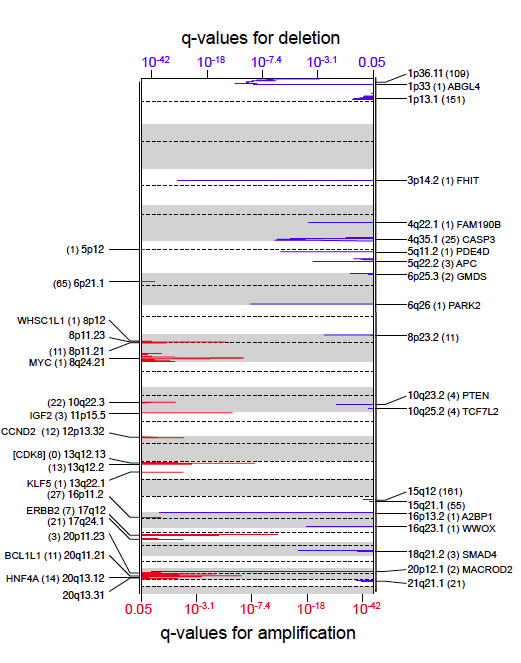 q-values for deletion
10-42 10-18 10-7.4 10-3.1 0.05
1p36.11 (109)
1p33 (1) ABGL4
1p13.1 (151)
3p14.2 (1) FHIT
4q22.1 (1) FAM190B
4q35.1 (25) CASP3
(1) 5p12
5q11.2 (1) PDE4D
5q22.2 (3) APC
6p25.3 (2) GMDS
(65) 6p21.1
6q26 (1) PARK2
WHSC1L1 (1) 8p12
8p11.23
8p23.2 (11)
(11) 8p11.21
MYC (1) 8q24.21
10q23.2 (4) PTEN
(22) 10q22.3
10q25.2 (4) TCF7L2
IGF2 (3) 11p15.5
CCND2 (12) 12p13.32
[CDK8] (0) 13q12.13
(13) 13q12.2
KLF5 (1) 13q22.1
15q12 (161)
(27) 16p11.2
15q21.1 (55)
ERBB2 (7) 17q12
16p13.2 (1) A2BP1
(21) 17q24.1
16q23.1 (1) WWOX
(3) 20p11.23
BCL1L1 (11) 20q11.21
18q21.2 (3) SMAD4
20p12.1 (2) MACROD2
HNF4A (14) 20q13.12
21q21.1 (21)
20q13.31
0.05 10-3.1 10-7.4 10-18 10-42
q-values for amplification